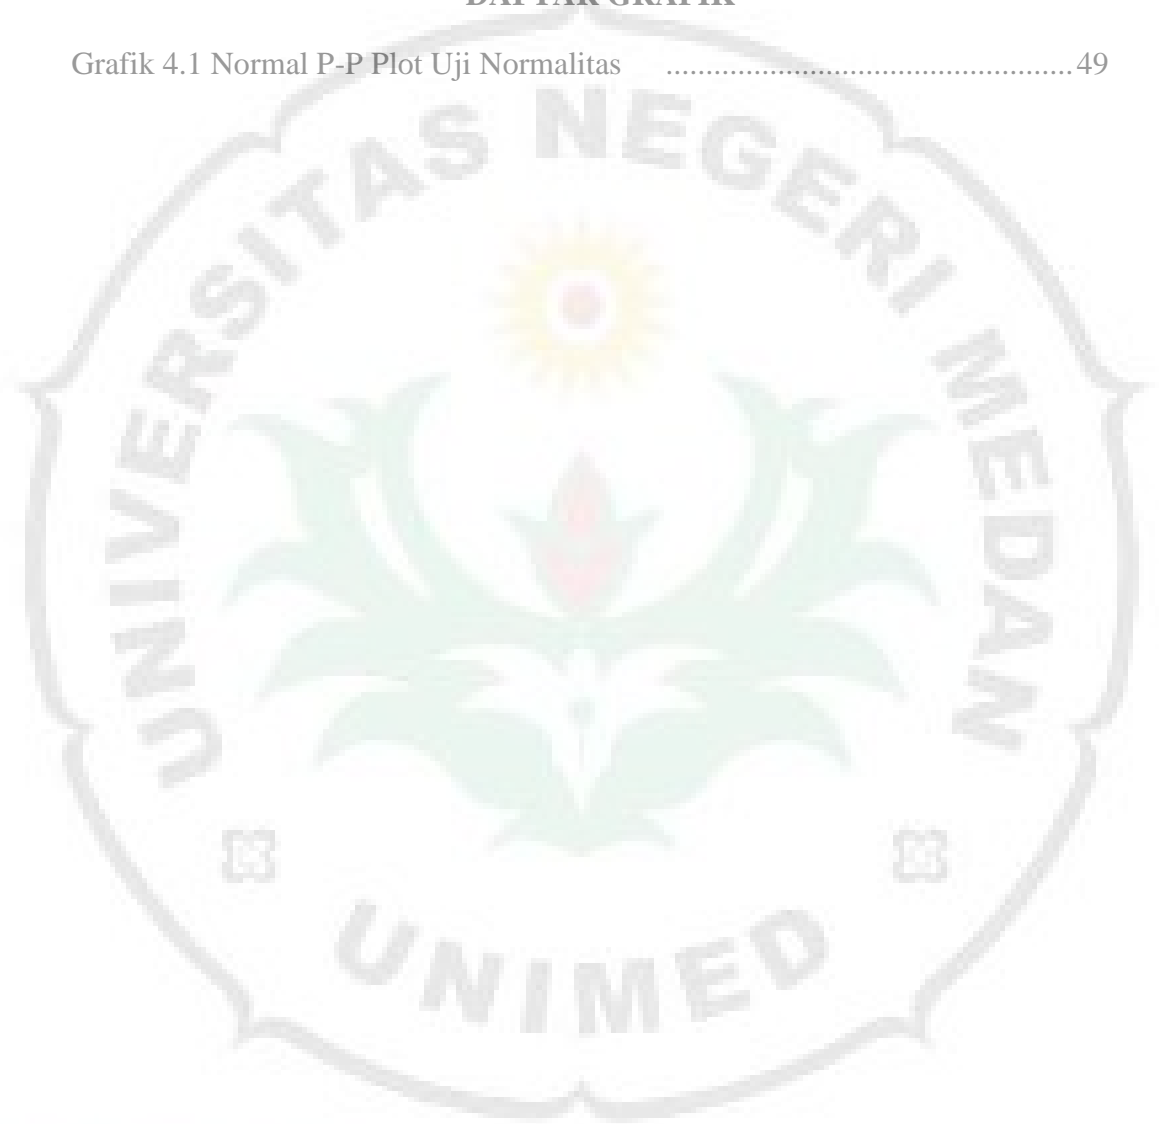 DAFTAR GRAFIK
Grafik 4.1 Normal P-P Plot Uji Normalitas ................................................... 49
UNIVERSITAS NEGERI MEDAN
UNIMED